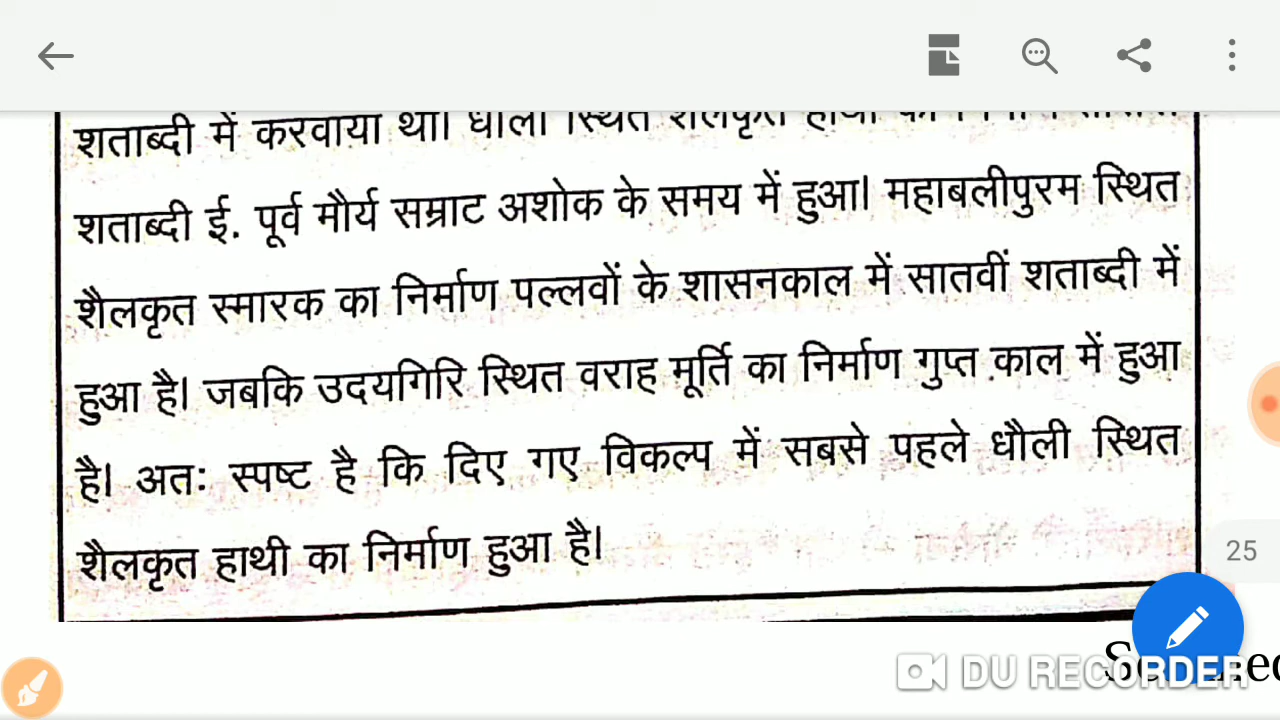 शताब्दी में करवाया था। धौली स्थित शैलकृत हाथी
शताब्दी ई. पूर्व मौर्य सम्राट अशोक के समय में हुआ। महाबलीपुरम स्थित
शैलकृत स्मारक का निर्माण पल्लवों के शासनकाल में सातवीं शताब्दी में
हुआ है। जबकि उदयगिरि स्थित वराह मूर्ति का निर्माण गुप्त काल में हुआ
है। अतः स्पष्ट है कि दिए गए विकल्प में सबसे पहले धौली स्थित
शैलकृत हाथी का निर्माण हुआ है।
25
DU RECORDER